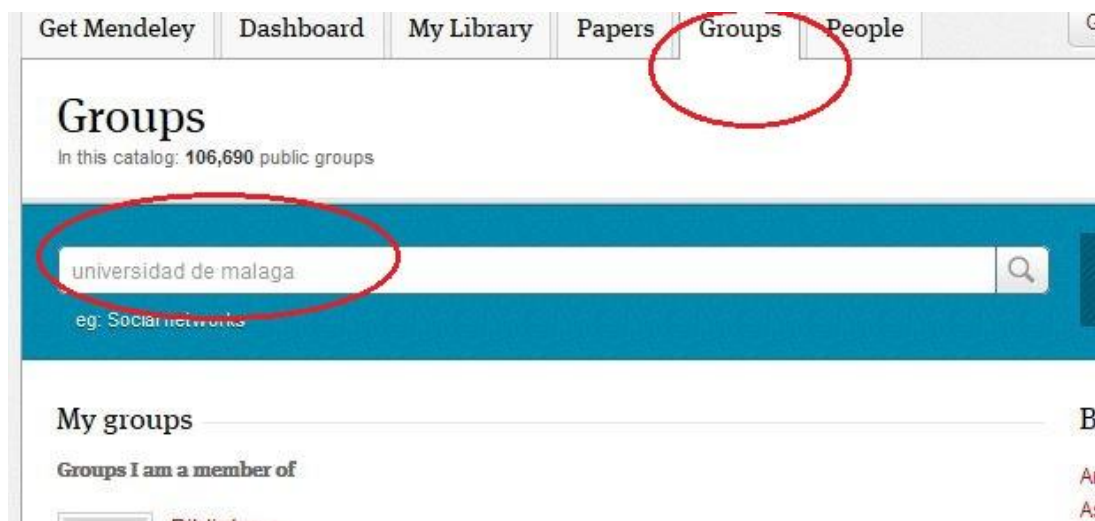 Get Mendeley Dashboard My Library Papers Groups People
Groups
In this catalog: 106,690 public groups
universidad de malaga
eg: Social networks
My groups
Groups I am a member of